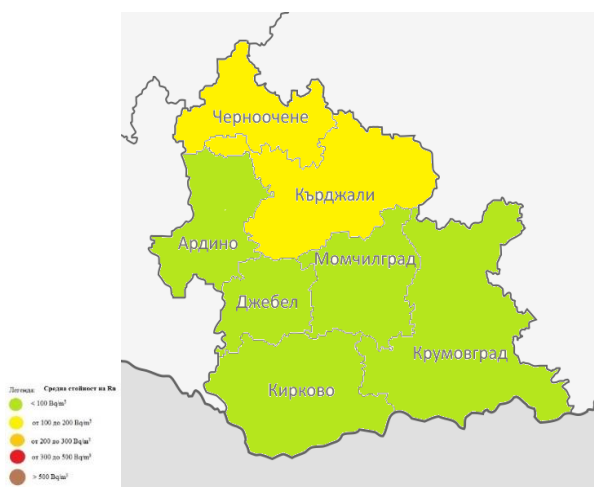 Черноочене
Кърджали
Ардино
Момчилград
Джебел
Крумовград
Кирково
Легенда: Средна стойност на Rn
< 100 Bq/m³
от 100 до 200 Bq/m³
от 200 до 300 Bq/m³
от 300 до 500 Bq/m³
> 500 Bq/m³